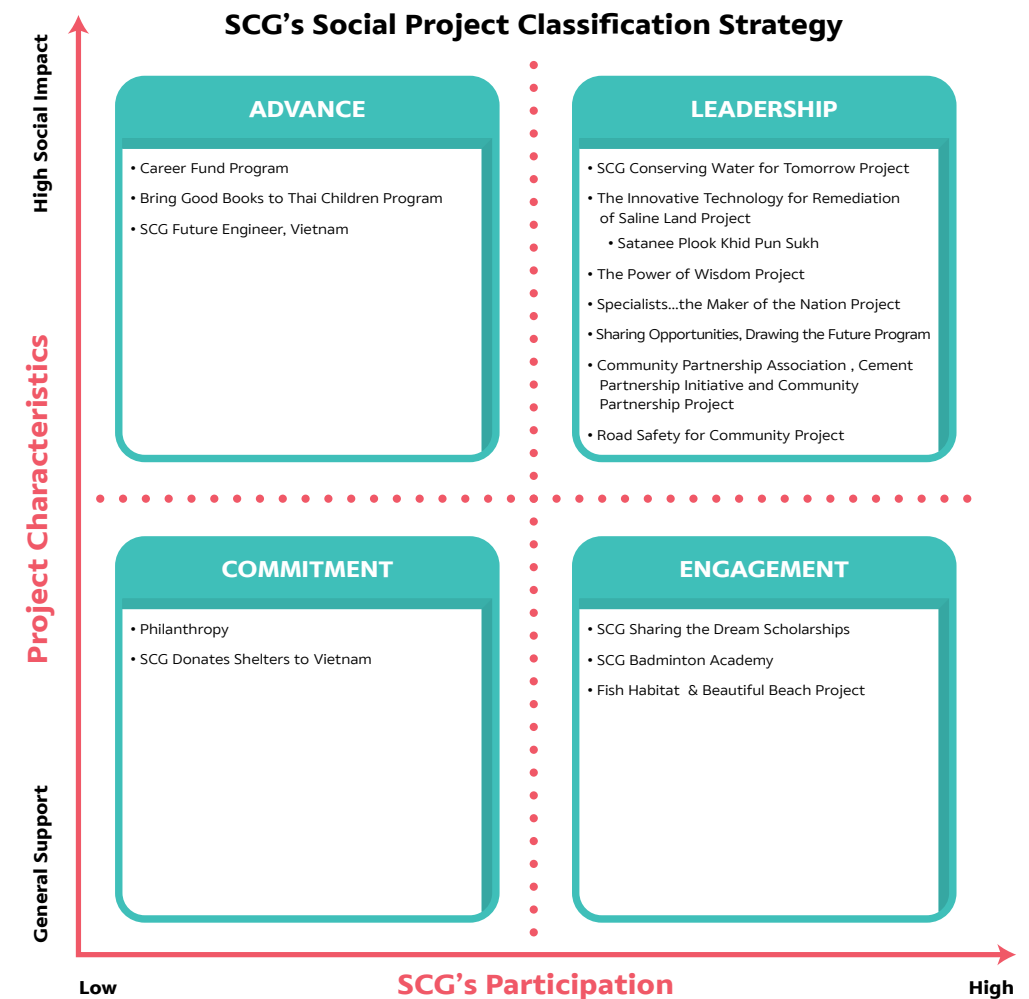 SCG's Social Project Classification Strategy
High Social Impact
Project Characteristics
General Support
ADVANCE
• Career Fund Program
• Bring Good Books to Thai Children Program
• SCG Future Engineer, Vietnam
LEADERSHIP
• SCG Conserving Water for Tomorrow Project
• The Innovative Technology for Remediation
of Saline Land Project
• Satanee Plook Khid Pun Sukh
• The Power of Wisdom Project
• Specialists...the Maker of the Nation Project
• Sharing Opportunities, Drawing the Future Program
• Community Partnership Association , Cement
Partnership Initiative and Community
Partnership Project
• Road Safety for Community Project
COMMITMENT
• Philanthropy
• SCG Donates Shelters to Vietnam
ENGAGEMENT
• SCG Sharing the Dream Scholarships
• SCG Badminton Academy
• Fish Habitat & Beautiful Beach Project
Low
SCG's Participation
High